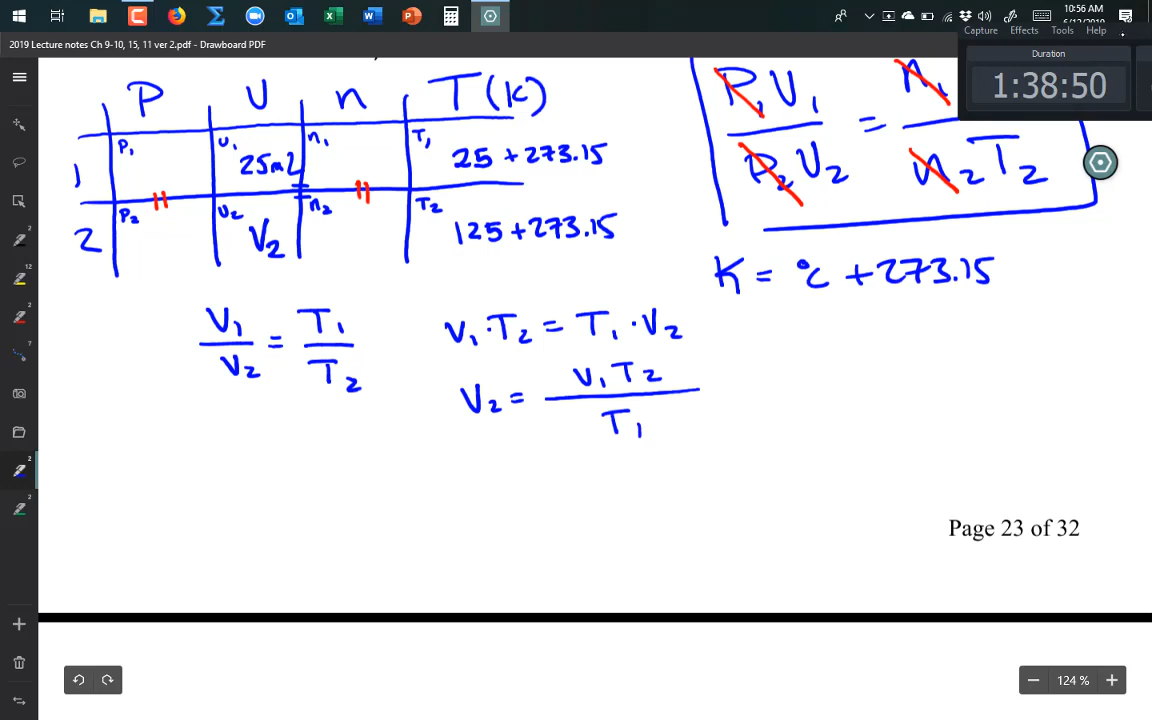 10:56 AM
2019 Lecture notes Ch 9-10, 15, 11 ver 2.pdf - Drawboard PDF
Capture Effects Tools Help
Duration
1:38:50
P V n T (K)
1 P₁ V₁ 25mL n₁ T₁ 25 + 273.15
2 P₂ V₂ V₂ n₂ T₂ 125 + 273.15
P₁V₁ / P₂V₂ = n₁ / n₂T₂
K = °C + 273.15
V₁ / V₂ = T₁ / T₂
V₁ · T₂ = T₁ · V₂
V₂ = V₁T₂ / T₁
Page 23 of 32
124 %